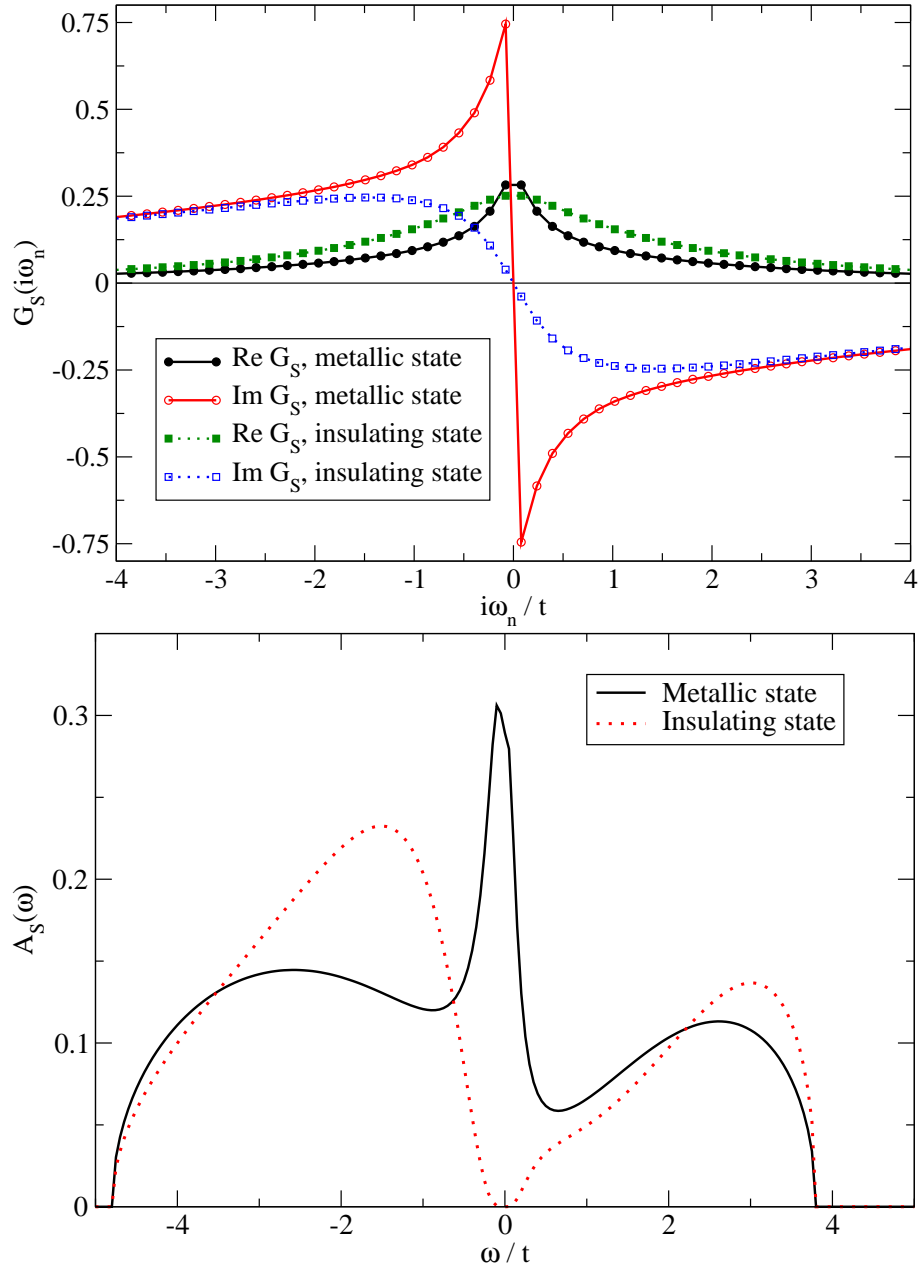 0.75
0.5
0.25
0
-0.25
-0.5
-0.75
G_S(iω_n)
Re G_S, metallic state
Im G_S, metallic state
Re G_S, insulating state
Im G_S, insulating state
-4 -3 -2 -1 0 1 2 3 4
iω_n / t
0.3
0.2
0.1
0
A_S(ω)
Metallic state
Insulating state
-4 -2 0 2 4
ω / t